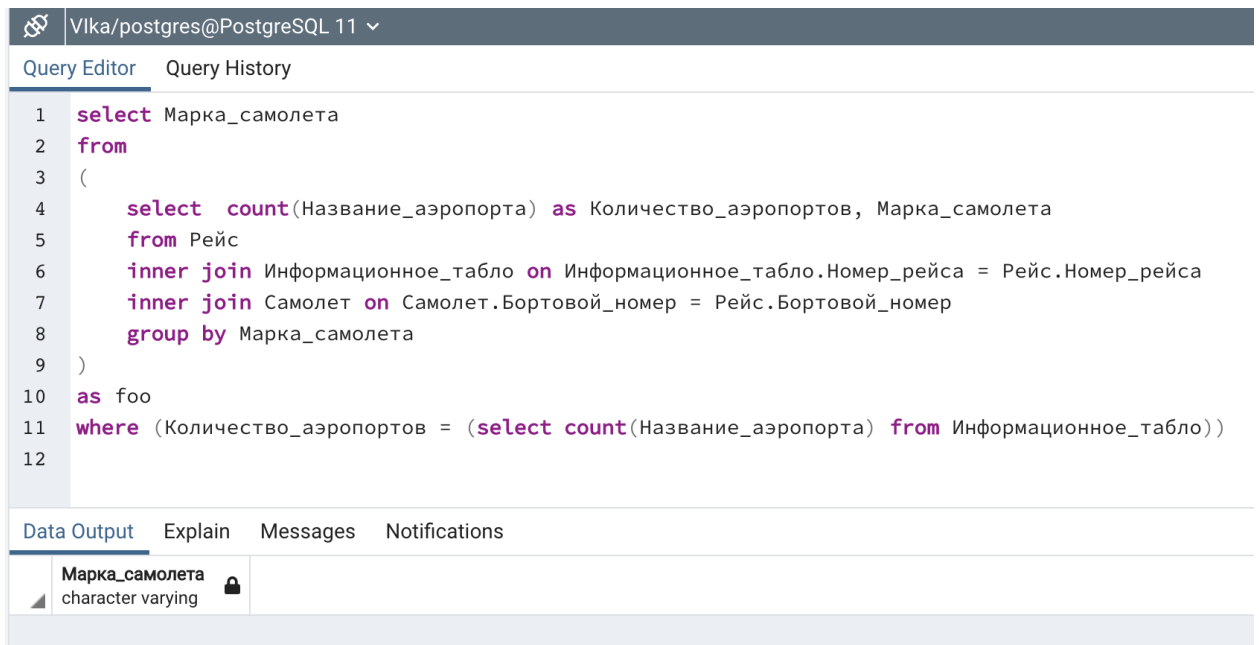 Vlka/postgres@PostgreSQL 11
Query Editor Query History
1 select Марка_самолета
2 from
3 (
4 select count(Название_аэропорта) as Количество_аэропортов, Марка_самолета
5 from Рейс
6 inner join Информационное_табло on Информационное_табло.Номер_рейса = Рейс.Номер_рейса
7 inner join Самолет on Самолет.Бортовой_номер = Рейс.Бортовой_номер
8 group by Марка_самолета
9 )
10 as foo
11 where (Количество_аэропортов = (select count(Название_аэропорта) from Информационное_табло))
12
Data Output Explain Messages Notifications
Марка_самолета
character varying